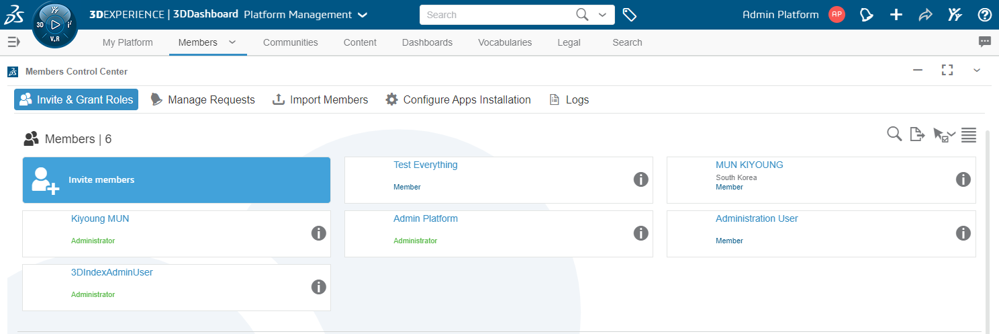 3DEXPERIENCE | 3DDashboard Platform Management
Search
Admin Platform AP
3D V.R
My Platform Members Communities Content Dashboards Vocabularies Legal Search
Members Control Center
Invite & Grant Roles Manage Requests Import Members Configure Apps Installation Logs
Members | 6
Invite members
Test Everything
Member
MUN KIYOUNG
South Korea
Member
Kiyoung MUN
Administrator
Admin Platform
Administrator
Administration User
Member
3DIndexAdminUser
Administrator